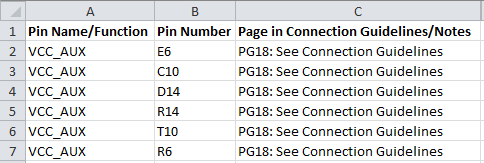 A B C
1 Pin Name/Function Pin Number Page in Connection Guidelines/Notes
2 VCC_AUX E6 PG18: See Connection Guidelines
3 VCC_AUX C10 PG18: See Connection Guidelines
4 VCC_AUX D14 PG18: See Connection Guidelines
5 VCC_AUX R14 PG18: See Connection Guidelines
6 VCC_AUX T10 PG18: See Connection Guidelines
7 VCC_AUX R6 PG18: See Connection Guidelines